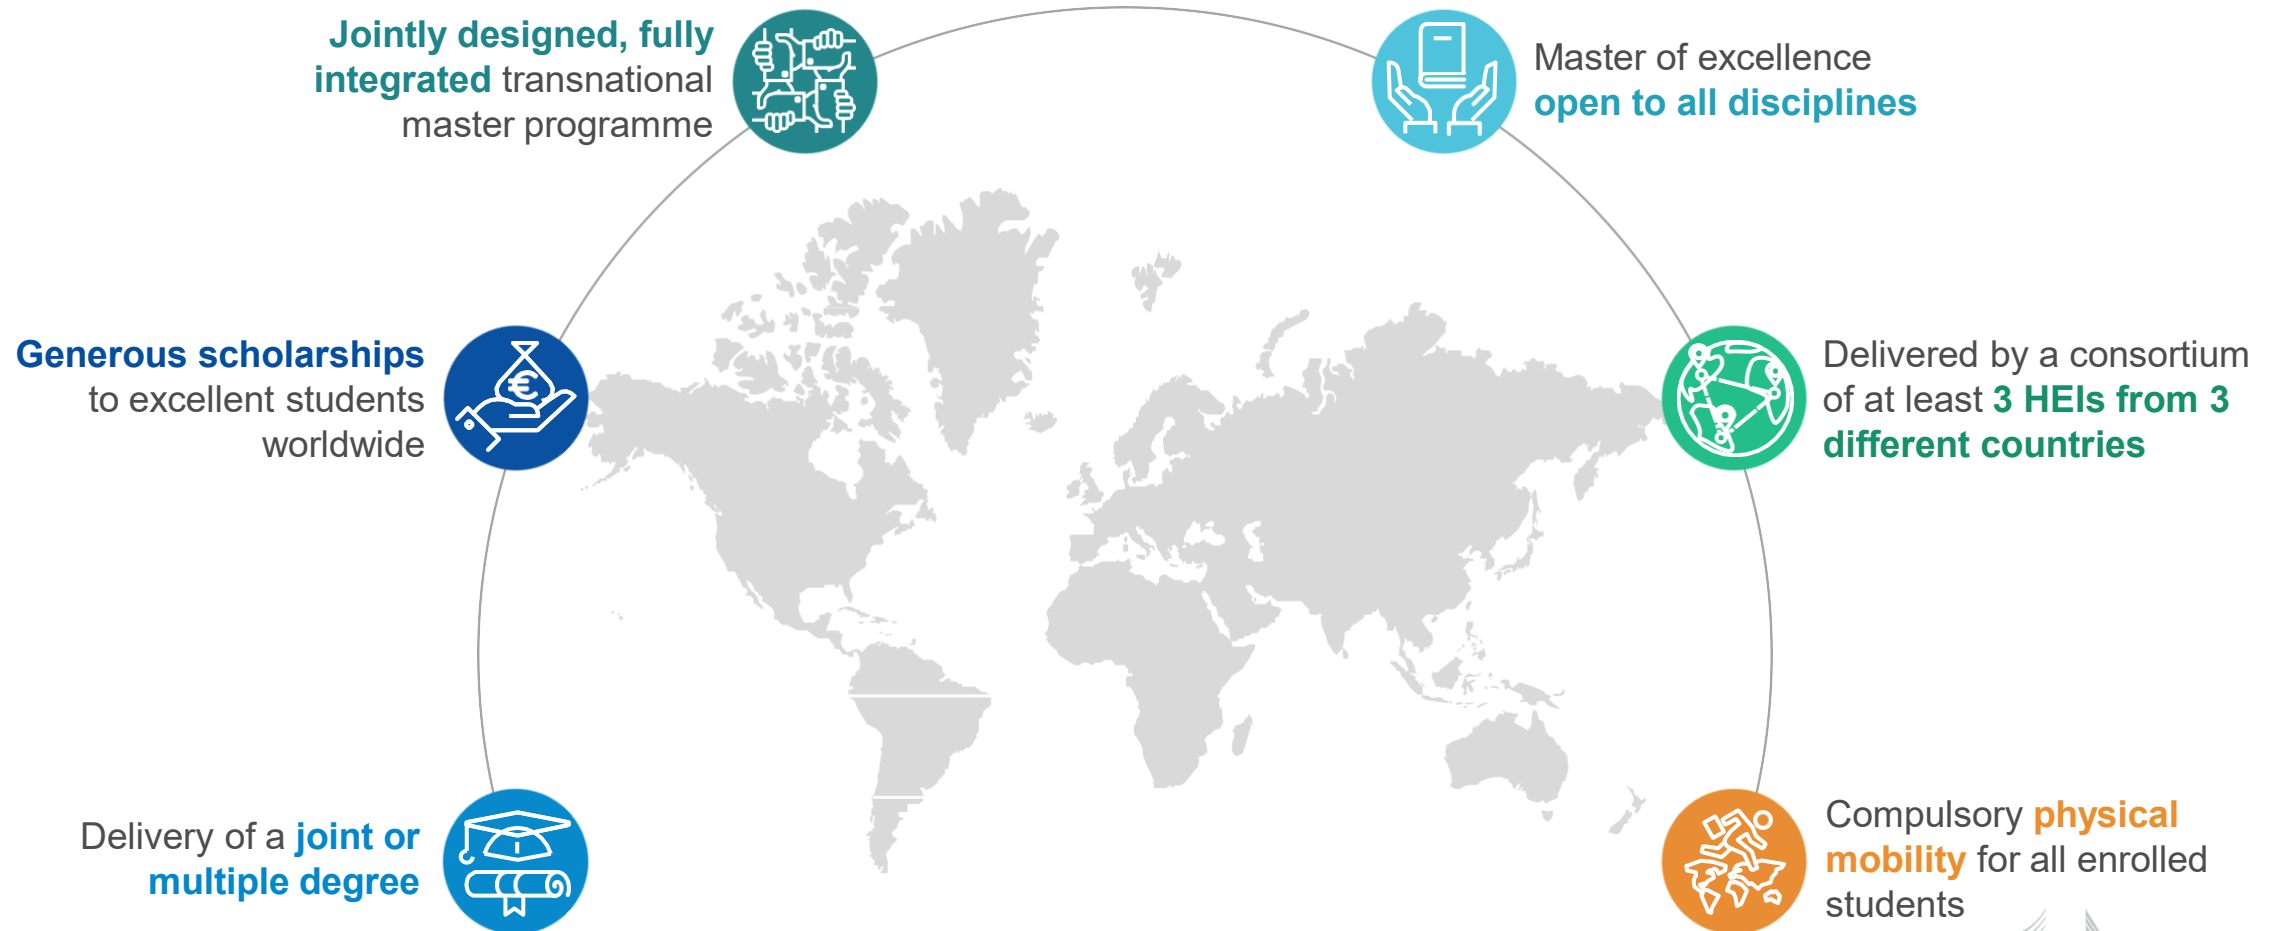 Jointly designed, fully
integrated transnational
master programme
Master of excellence
open to all disciplines
Generous scholarships
to excellent students
worldwide
€
Delivered by a consortium
of at least 3 HEIs from 3
different countries
Delivery of a joint or
multiple degree
Compulsory physical
mobility for all enrolled
students